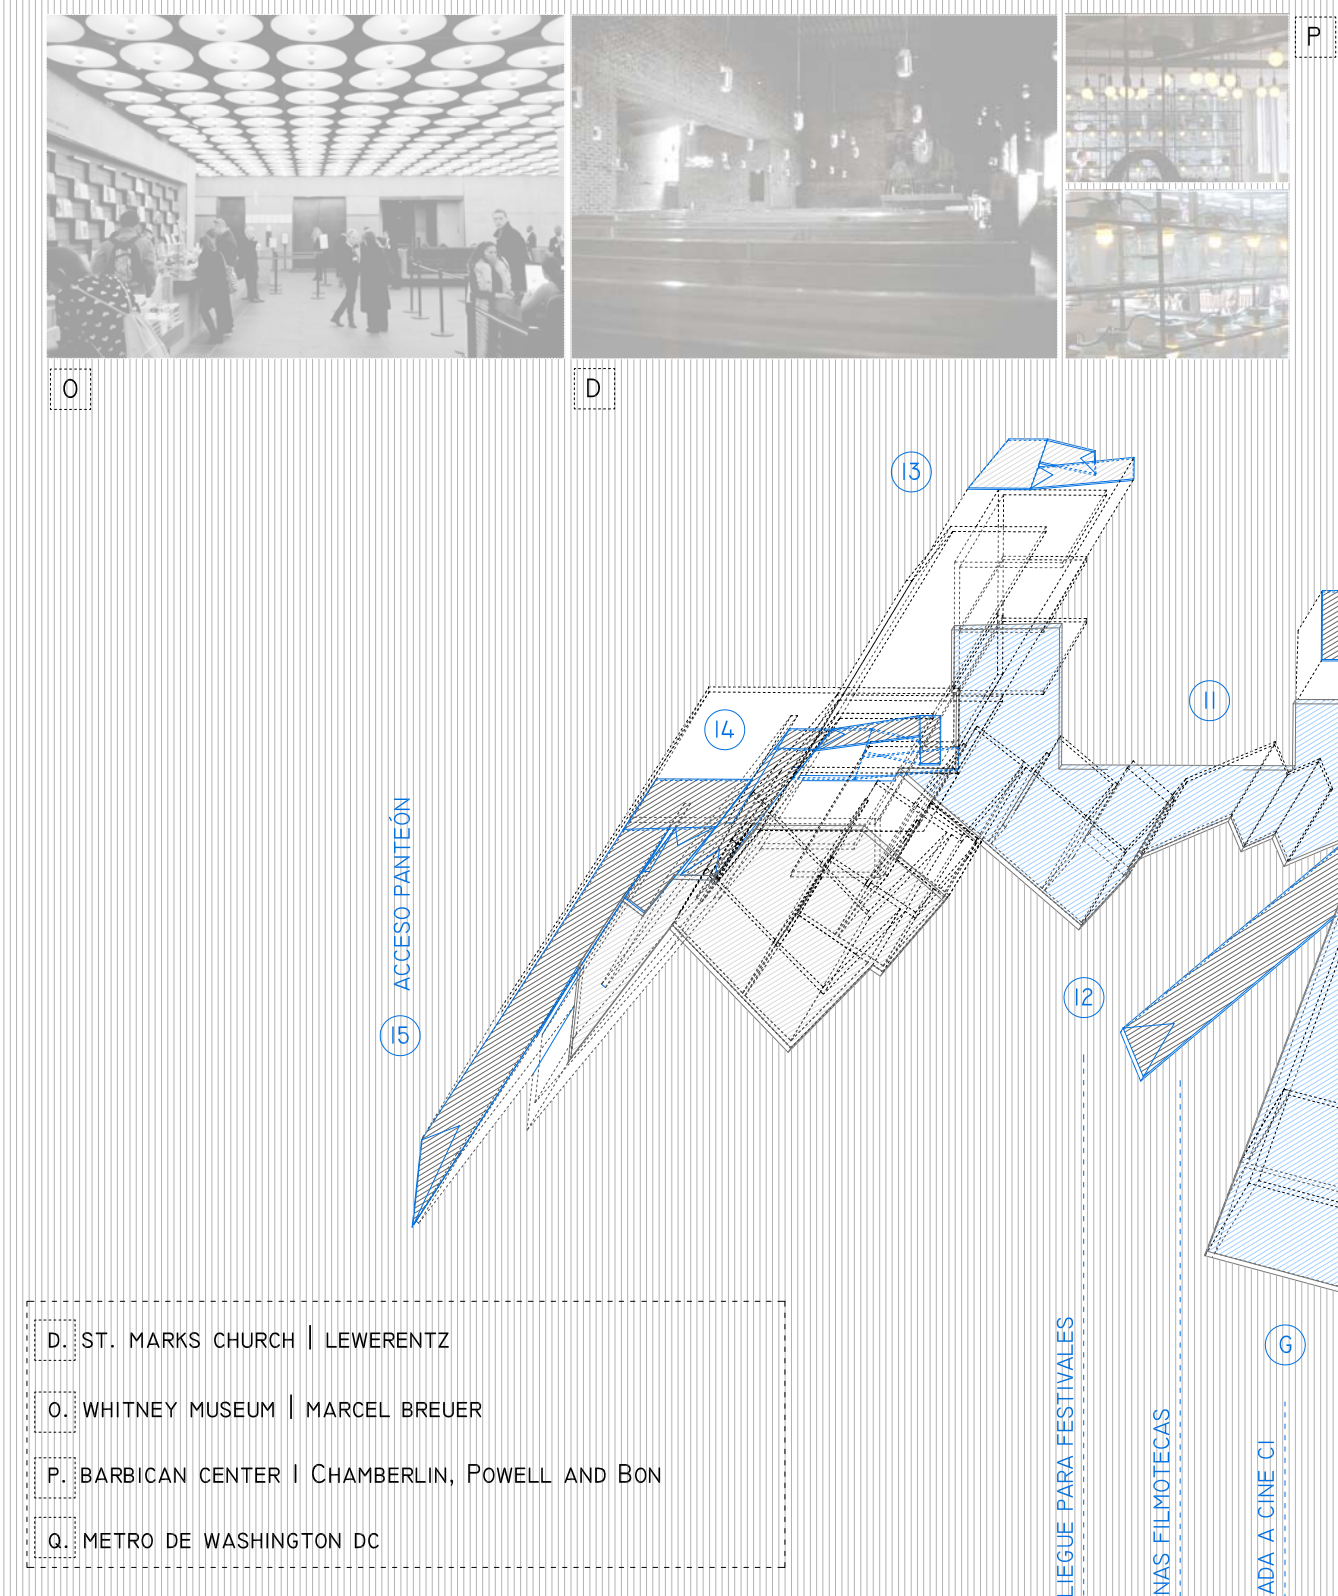 P
O
D
13
14
11
ACCESO PANTEÓN
15
12
G
LIEGUE PARA FESTIVALES
NAS FILMOTECAS
ADA A CINE CI
D. ST. MARKS CHURCH | LEWERENTZ
O. WHITNEY MUSEUM | MARCEL BREUER
P. BARBICAN CENTER | CHAMBERLIN, POWELL AND BON
Q. METRO DE WASHINGTON DC